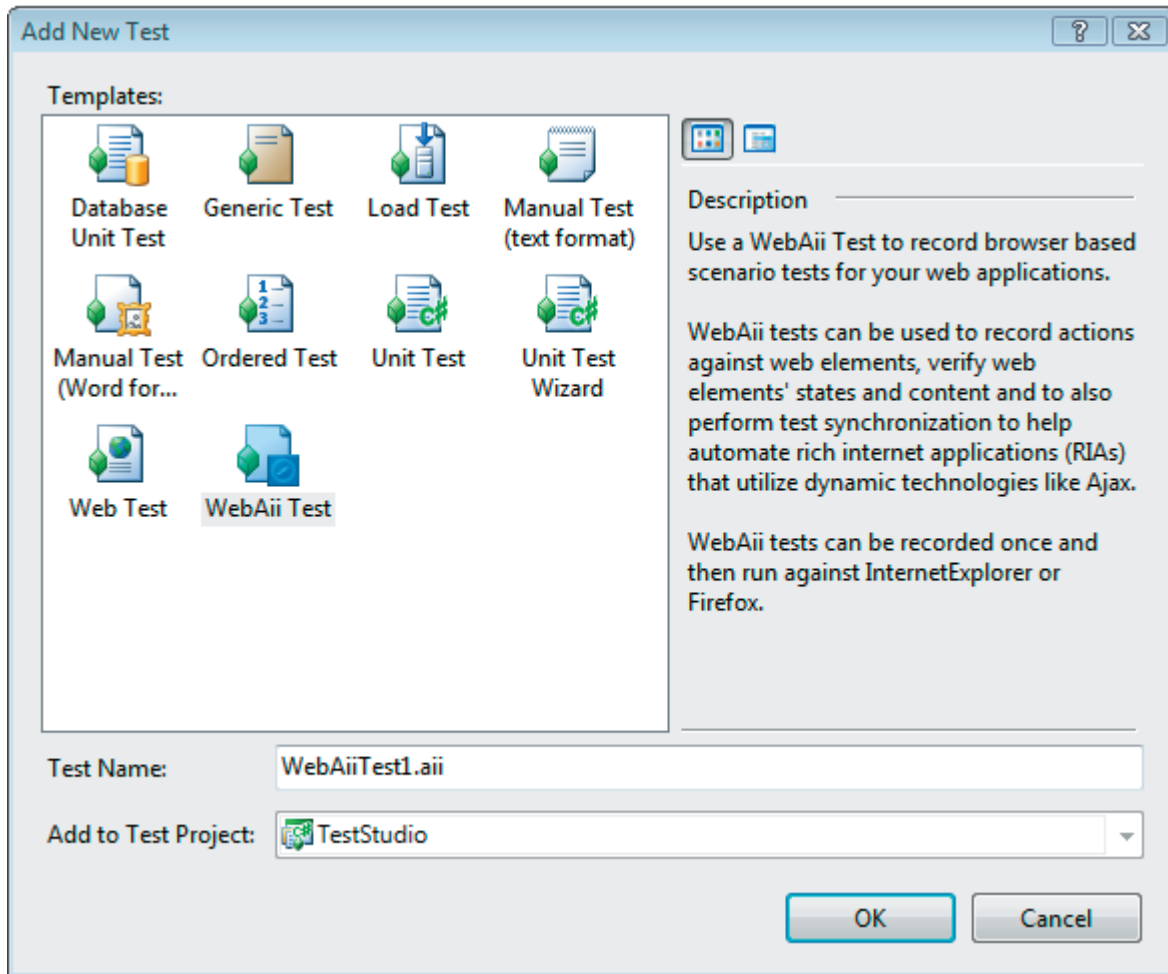 Add New Test
Templates:
Database
Unit Test
Generic Test
Load Test
Manual Test
(text format)
Manual Test
(Word for...
Ordered Test
Unit Test
Unit Test
Wizard
Web Test
WebAii Test
Description
Use a WebAii Test to record browser based
scenario tests for your web applications.
WebAii tests can be used to record actions
against web elements, verify web
elements' states and content and to also
perform test synchronization to help
automate rich internet applications (RIAs)
that utilize dynamic technologies like Ajax.
WebAii tests can be recorded once and
then run against InternetExplorer or
Firefox.
Test Name:
WebAiiTest1.aii
Add to Test Project:
TestStudio
OK
Cancel